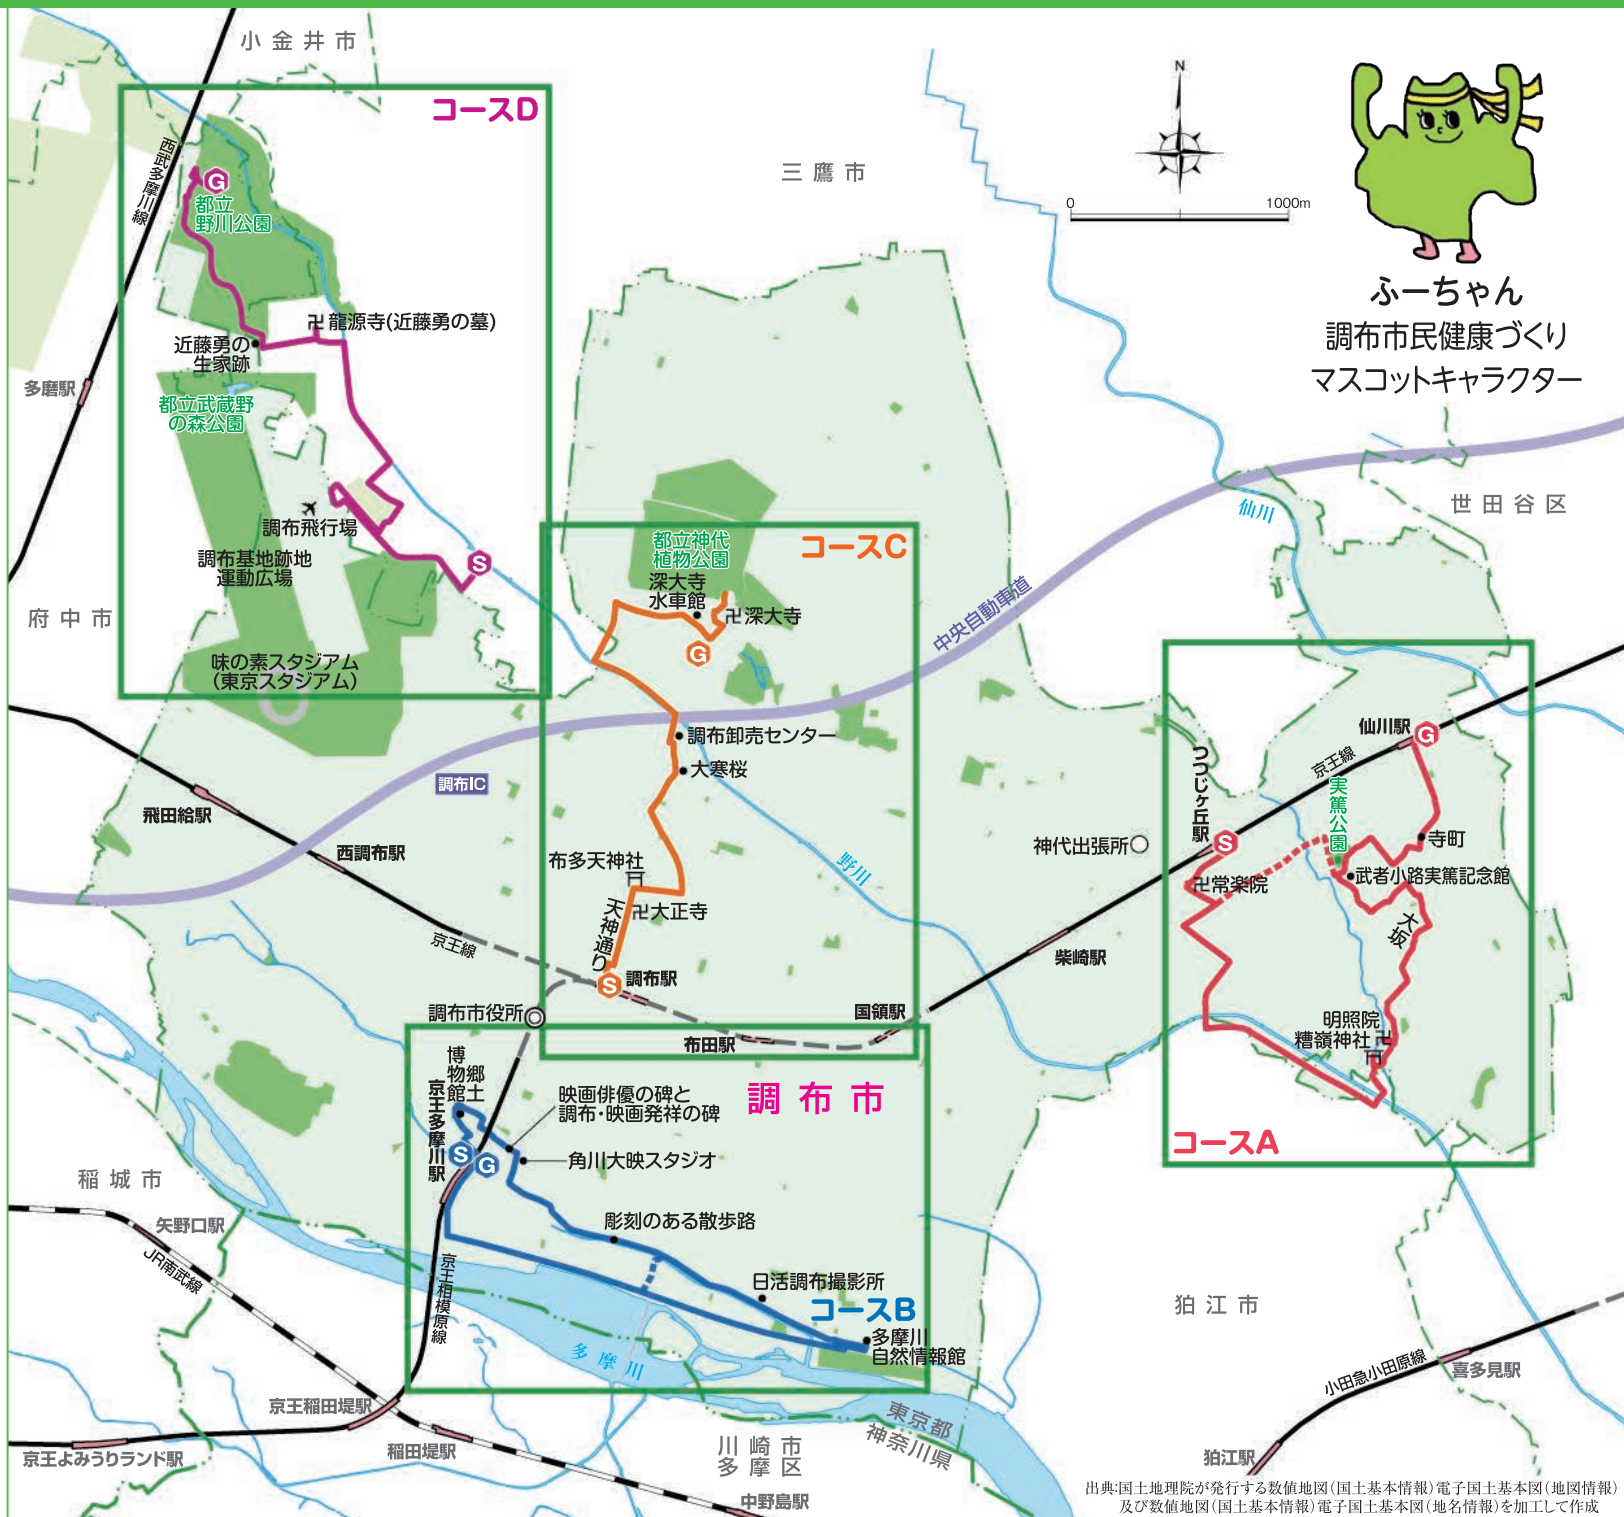 小金井市
コースD
N
0 1000m
三鷹市
ふーちゃん
調布市民健康づくり
マスコットキャラクター
西武多摩川線
G
都立
野川公園
卍龍源寺(近藤勇の墓)
近藤勇の
生家跡
多磨駅
都立武蔵野
の森公園
調布飛行場
調布基地跡地
運動広場
S
府中市
味の素スタジアム
(東京スタジアム)
世田谷区
仙川
中央自動車道
コースC
都立神代
植物公園
深大寺
水車館
卍深大寺
G
調布卸売センター
大寒桜
調布IC
飛田給駅
西調布駅
京王線
布多天神社
卍大正寺
天神通り
S
調布駅
野川
神代出張所
柴崎駅
国領駅
布田駅
調布市役所
仙川駅
G
京王線
つつじヶ丘駅
S
実篤公園
寺町
卍常楽院
武者小路実篤記念館
大坂
明照院
卍
糟嶺神社
コースA
調布市
郷土
博物館
京王多摩川駅
S
G
映画俳優の碑と
調布・映画発祥の碑
角川大映スタジオ
彫刻のある散歩路
日活調布撮影所
コースB
多摩川
自然情報館
京王相模原線
多摩川
稲城市
矢野口駅
JR南武線
京王稲田堤駅
京王よみうりランド駅
稲田堤駅
川崎市
多摩区
中野島駅
東京都
神奈川県
狛江市
小田急小田原線
喜多見駅
狛江駅
出典:国土地理院が発行する数値地図(国土基本情報)電子国土基本図(地図情報)
及び数値地図(国土基本情報)電子国土基本図(地名情報)を加工して作成